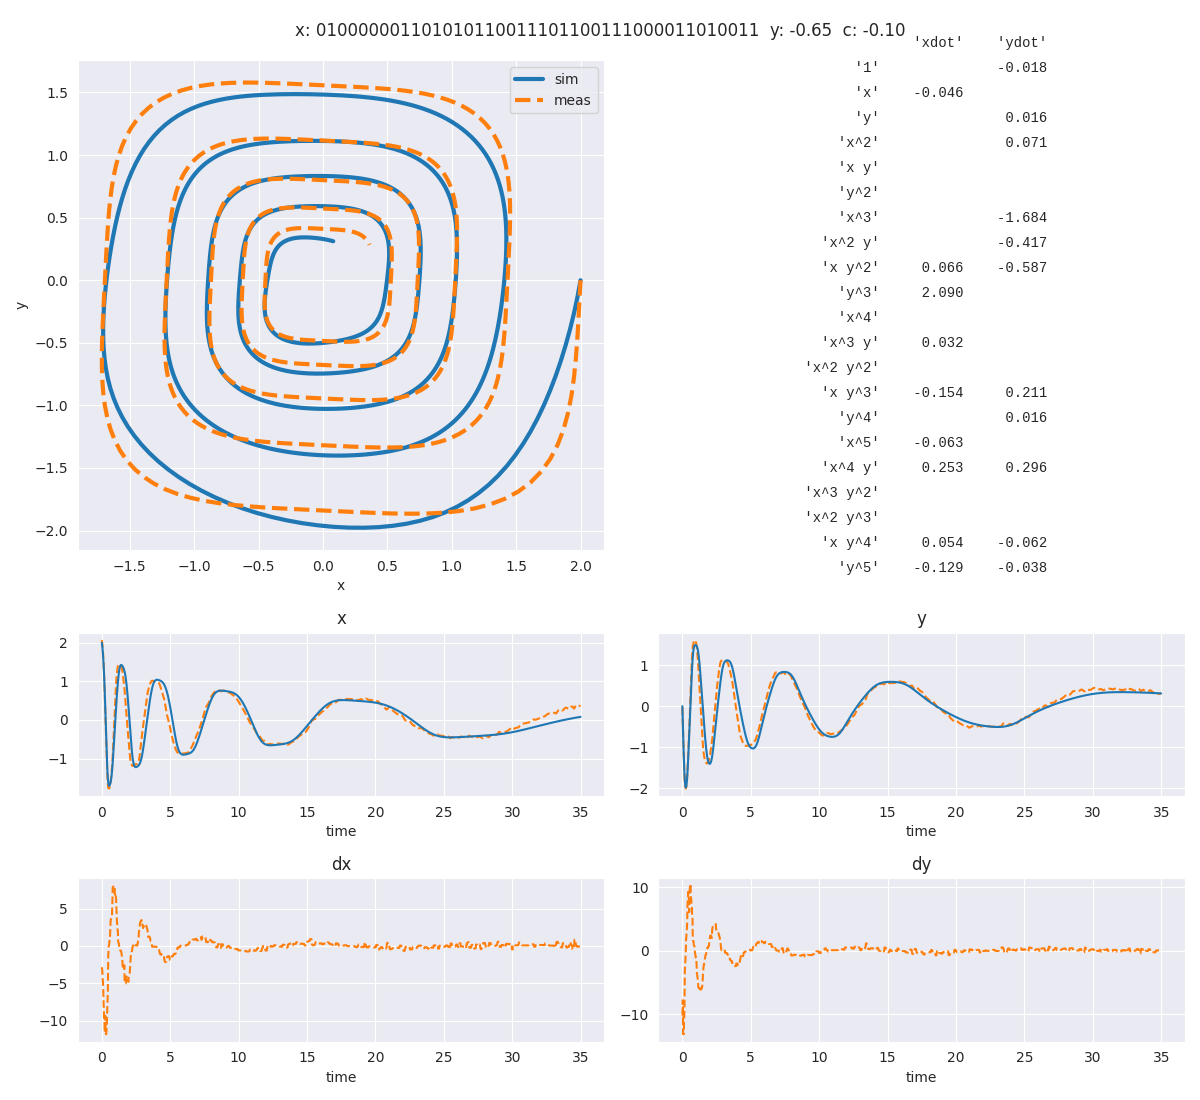 x: 010000001101010110011101100111000011010011 y: -0.65 c: -0.10
'xdot' 'ydot'
'1' -0.018
'x' -0.046
'y' 0.016
'x^2' 0.071
'x y'
'y^2'
'x^3' -1.684
'x^2 y' -0.417
'x y^2' 0.066 -0.587
'y^3' 2.090
'x^4'
'x^3 y' 0.032
'x^2 y^2'
'x y^3' -0.154 0.211
'y^4' 0.016
'x^5' -0.063
'x^4 y' 0.253 0.296
'x^3 y^2'
'x^2 y^3'
'x y^4' 0.054 -0.062
'y^5' -0.129 -0.038
sim
meas
1.5
1.0
0.5
0.0
−0.5
−1.0
−1.5
−2.0
y
−1.5 −1.0 −0.5 0.0 0.5 1.0 1.5 2.0
x
x
2
1
0
−1
0 5 10 15 20 25 30 35
time
y
1
0
−1
−2
0 5 10 15 20 25 30 35
time
dx
5
0
−5
−10
0 5 10 15 20 25 30 35
time
dy
10
0
−10
0 5 10 15 20 25 30 35
time